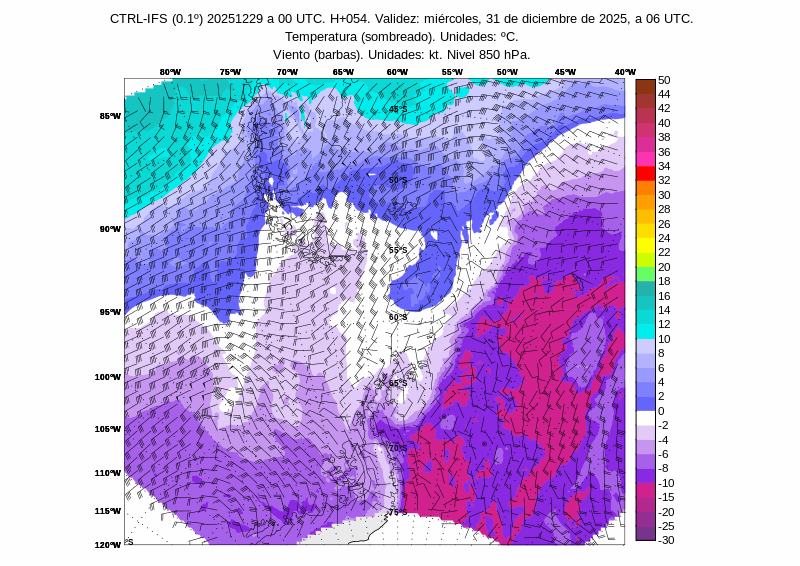 CTRL-IFS (0.1º) 20251229 a 00 UTC. H+054. Validez: miércoles, 31 de diciembre de 2025, a 06 UTC.
Temperatura (sombreado). Unidades: ºC.
Viento (barbas). Unidades: kt. Nivel 850 hPa.
80°W 75°W 70°W 65°W 60°W 55°W 50°W 45°W 40°W
50
44
42
40
38
36
34
32
30
28
26
24
22
20
18
16
14
12
10
8
6
4
2
0
-2
-4
-6
-8
-10
-15
-20
-25
-30
85°W
90°W
95°W
100°W
105°W
110°W
115°W
120°W
45°S
50°S
55°S
60°S
65°S
70°S
75°S
°S